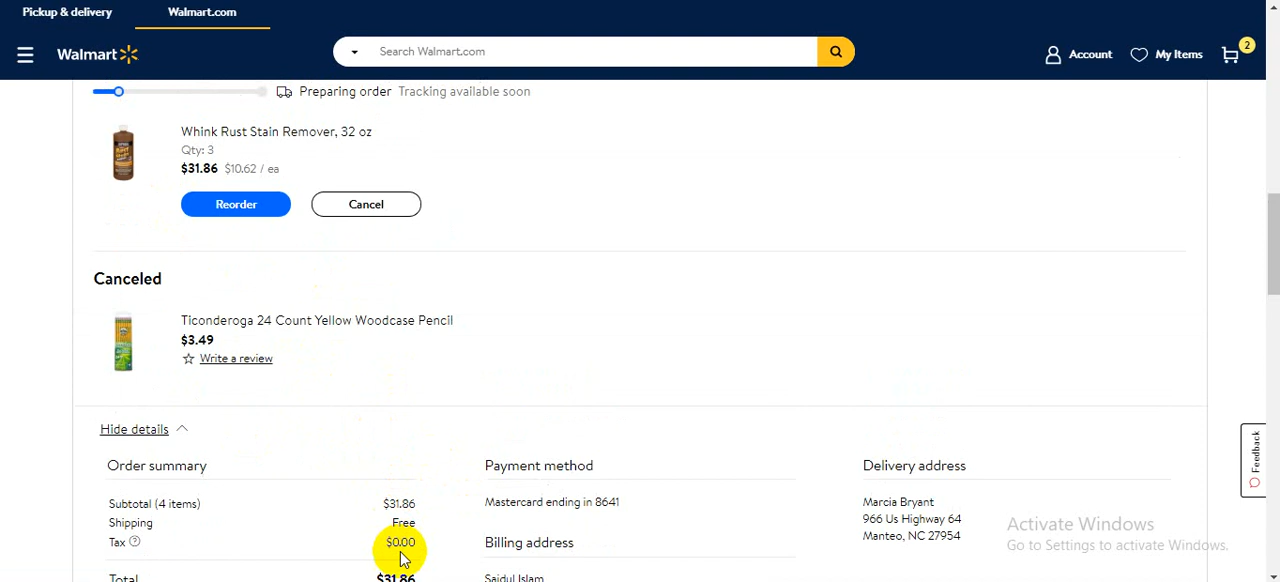 Pickup & delivery
Walmart.com
Walmart
Search Walmart.com
Account
My Items
2
Preparing order Tracking available soon
Whink Rust Stain Remover, 32 oz
Qty: 3
$31.86 $10.62 / ea
Reorder
Cancel
Canceled
Ticonderoga 24 Count Yellow Woodcase Pencil
$3.49
Write a review
Hide details
Feedback
Order summary
Subtotal (4 items) $31.86
Shipping Free
Tax $0.00
Total $31.86
Payment method
Mastercard ending in 8641
Billing address
Saidul Islam
Delivery address
Marcia Bryant
966 Us Highway 64
Manteo, NC 27954
Activate Windows
Go to Settings to activate Windows.